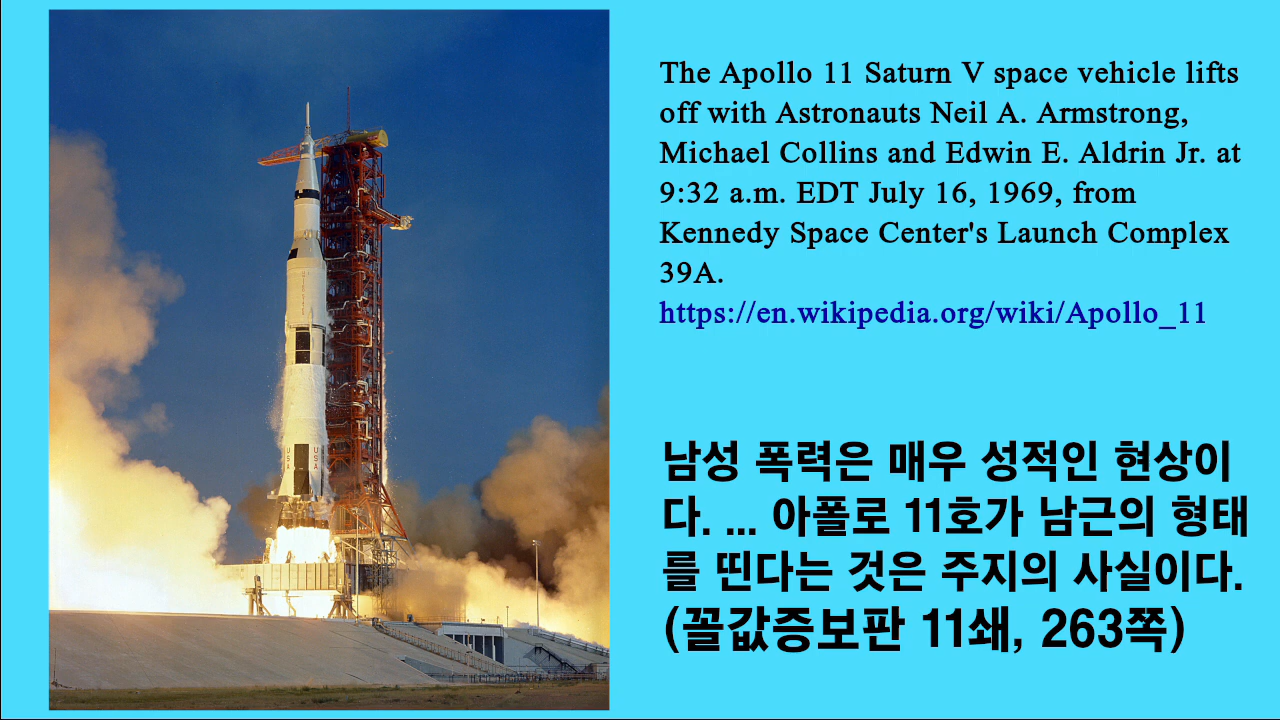 The Apollo 11 Saturn V space vehicle lifts
off with Astronauts Neil A. Armstrong,
Michael Collins and Edwin E. Aldrin Jr. at
9:32 a.m. EDT July 16, 1969, from
Kennedy Space Center's Launch Complex
39A.
https://en.wikipedia.org/wiki/Apollo_11
남성 폭력은 매우 성적인 현상이
다. ... 아폴로 11호가 남근의 형태
를 띤다는 것은 주지의 사실이다.
(꼴값증보판 11쇄, 263쪽)
USA
USA